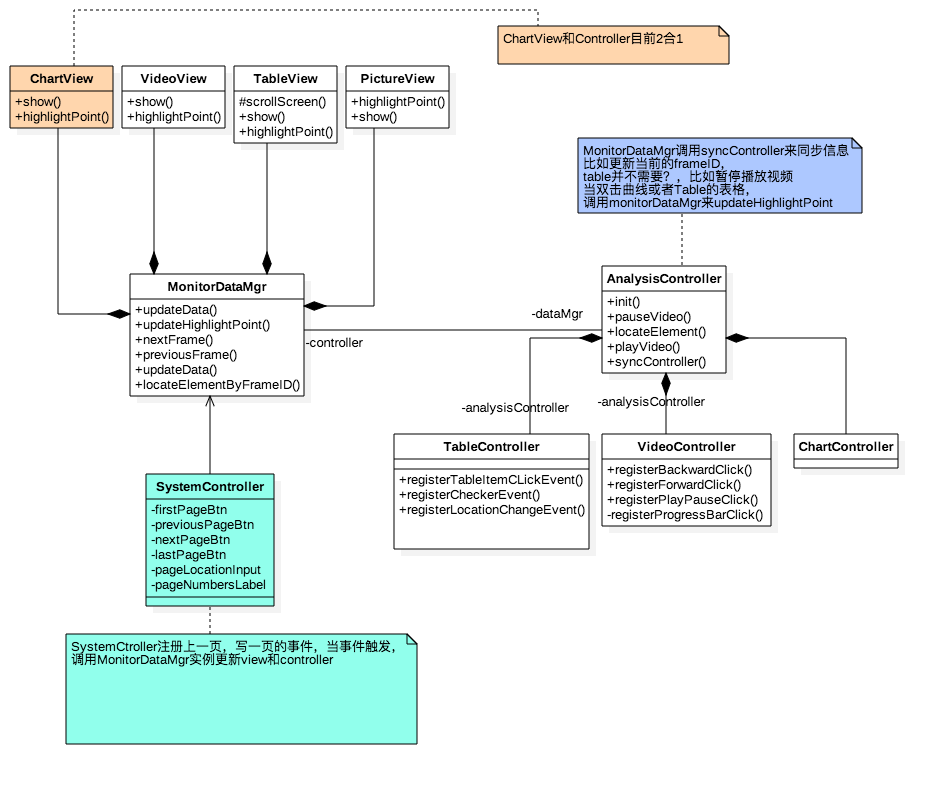 ChartView和Controller目前2合1
ChartView
+show()
+highlightPoint()
VideoView
+show()
+highlightPoint()
TableView
#scrollScreen()
+show()
+highlightPoint()
PictureView
+highlightPoint()
+show()
MonitorDataMgr调用syncController来同步信息
比如更新当前的frameID，
table并不需要？，比如暂停播放视频
当双击曲线或者Table的表格，
调用monitorDataMgr来updateHighlightPoint
MonitorDataMgr
+updateData()
+updateHighlightPoint()
+nextFrame()
+previousFrame()
+updateData()
+locateElementByFrameID()
-dataMgr
-controller
AnalysisController
+init()
+pauseVideo()
+locateElement()
+playVideo()
+syncController()
-analysisController
-analysisController
TableController
+registerTableItemCLickEvent()
+registerCheckerEvent()
+registerLocationChangeEvent()
VideoController
+registerBackwardClick()
+registerForwardClick()
+registerPlayPauseClick()
-registerProgressBarClick()
ChartController
SystemController
-firstPageBtn
-previousPageBtn
-nextPageBtn
-lastPageBtn
-pageLocationInput
-pageNumbersLabel
SystemCtroller注册上一页，写一页的事件，当事件触发，
调用MonitorDataMgr实例更新view和controller